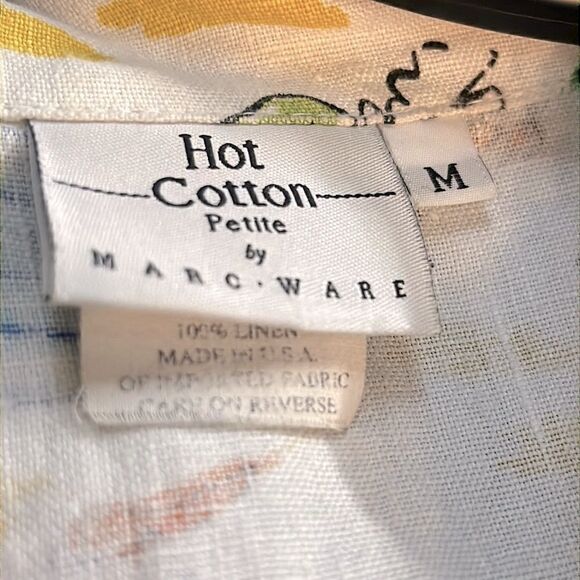 Hot
Cotton
Petite
by
MARC·WARE
M
100% LINEN
MADE IN U.S.A.
OF IMPORTED FABRIC
CARE ON REVERSE